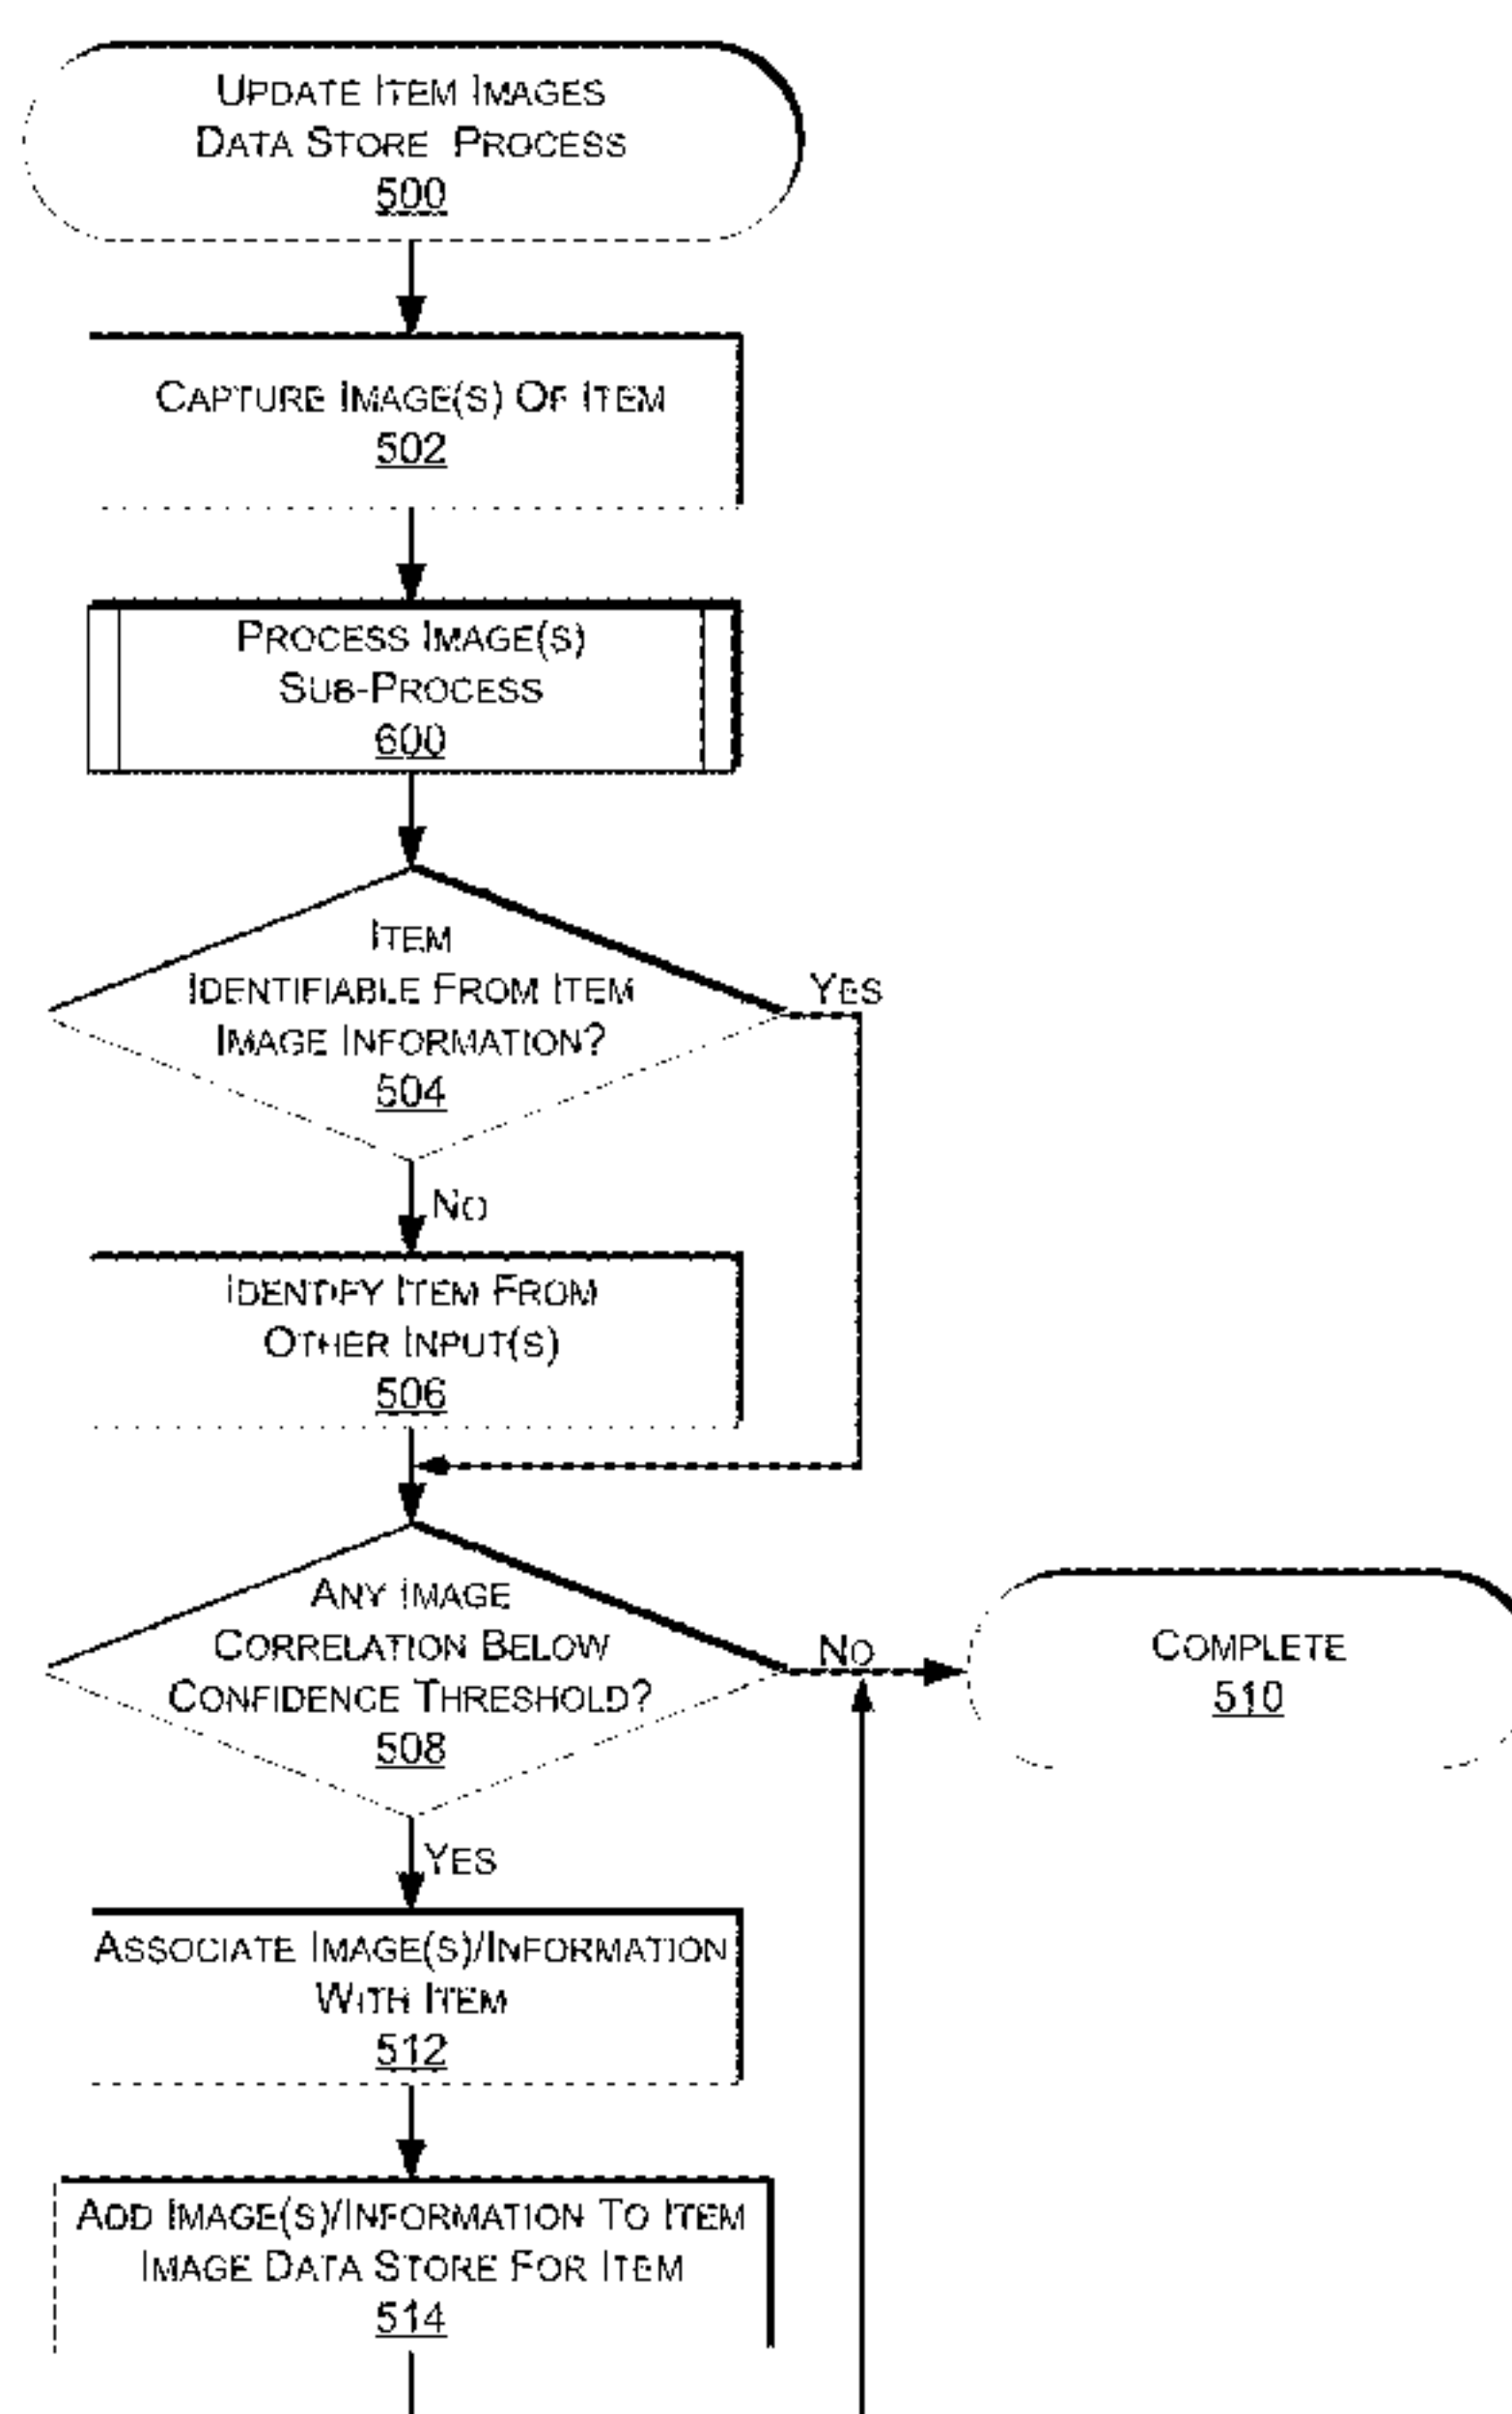 UPDATE ITEM IMAGES
DATA STORE PROCESS
500
CAPTURE IMAGE(S) OF ITEM
502
PROCESS IMAGE(S)
SUB-PROCESS
600
ITEM
IDENTIFIABLE FROM ITEM
IMAGE INFORMATION?
504
YES
NO
IDENTIFY ITEM FROM
OTHER INPUT(S)
506
ANY IMAGE
CORRELATION BELOW
CONFIDENCE THRESHOLD?
508
NO
COMPLETE
510
YES
ASSOCIATE IMAGE(S)/INFORMATION
WITH ITEM
512
ADD IMAGE(S)/INFORMATION TO ITEM
IMAGE DATA STORE FOR ITEM
514